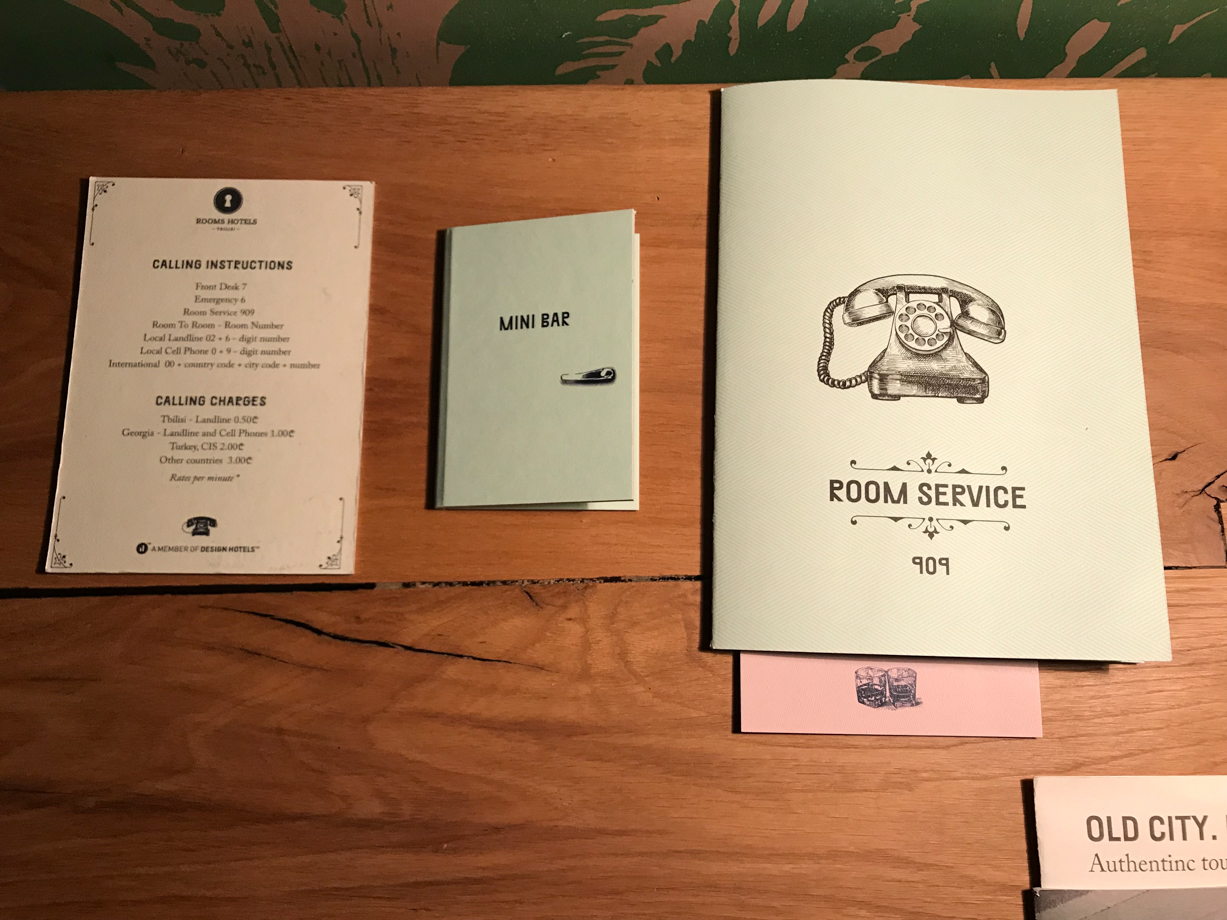 ROOMS HOTELS
- TBILISI -
CALLING INSTRUCTIONS
Front Desk 7
Emergency 6
Room Service 909
Room To Room - Room Number
Local Landline 02 + 6 - digit number
Local Cell Phone 0 + 9 - digit number
International 00 + country code + city code + number
CALLING CHARGES
Tbilisi - Landline 0.50₾
Georgia - Landline and Cell Phones 1.00₾
Turkey, CIS 2.00₾
Other countries 3.00₾
Rates per minute *
d™ A MEMBER OF DESIGN HOTELS™
MINI BAR
ROOM SERVICE
909
OLD CITY.
Authentinc tou